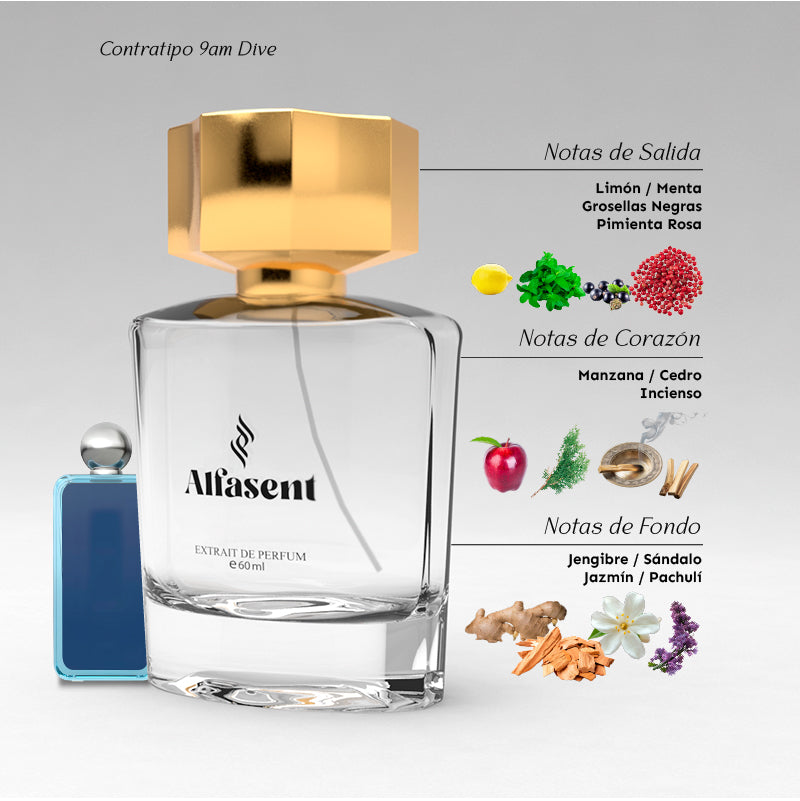 Contratipo 9am Dive
Notas de Salida
Limón / Menta
Grosellas Negras
Pimienta Rosa
Notas de Corazón
Manzana / Cedro
Incienso
Alfasent
EXTRAIT DE PERFUM
e60ml
Notas de Fondo
Jengibre / Sándalo
Jazmín / Pachulí